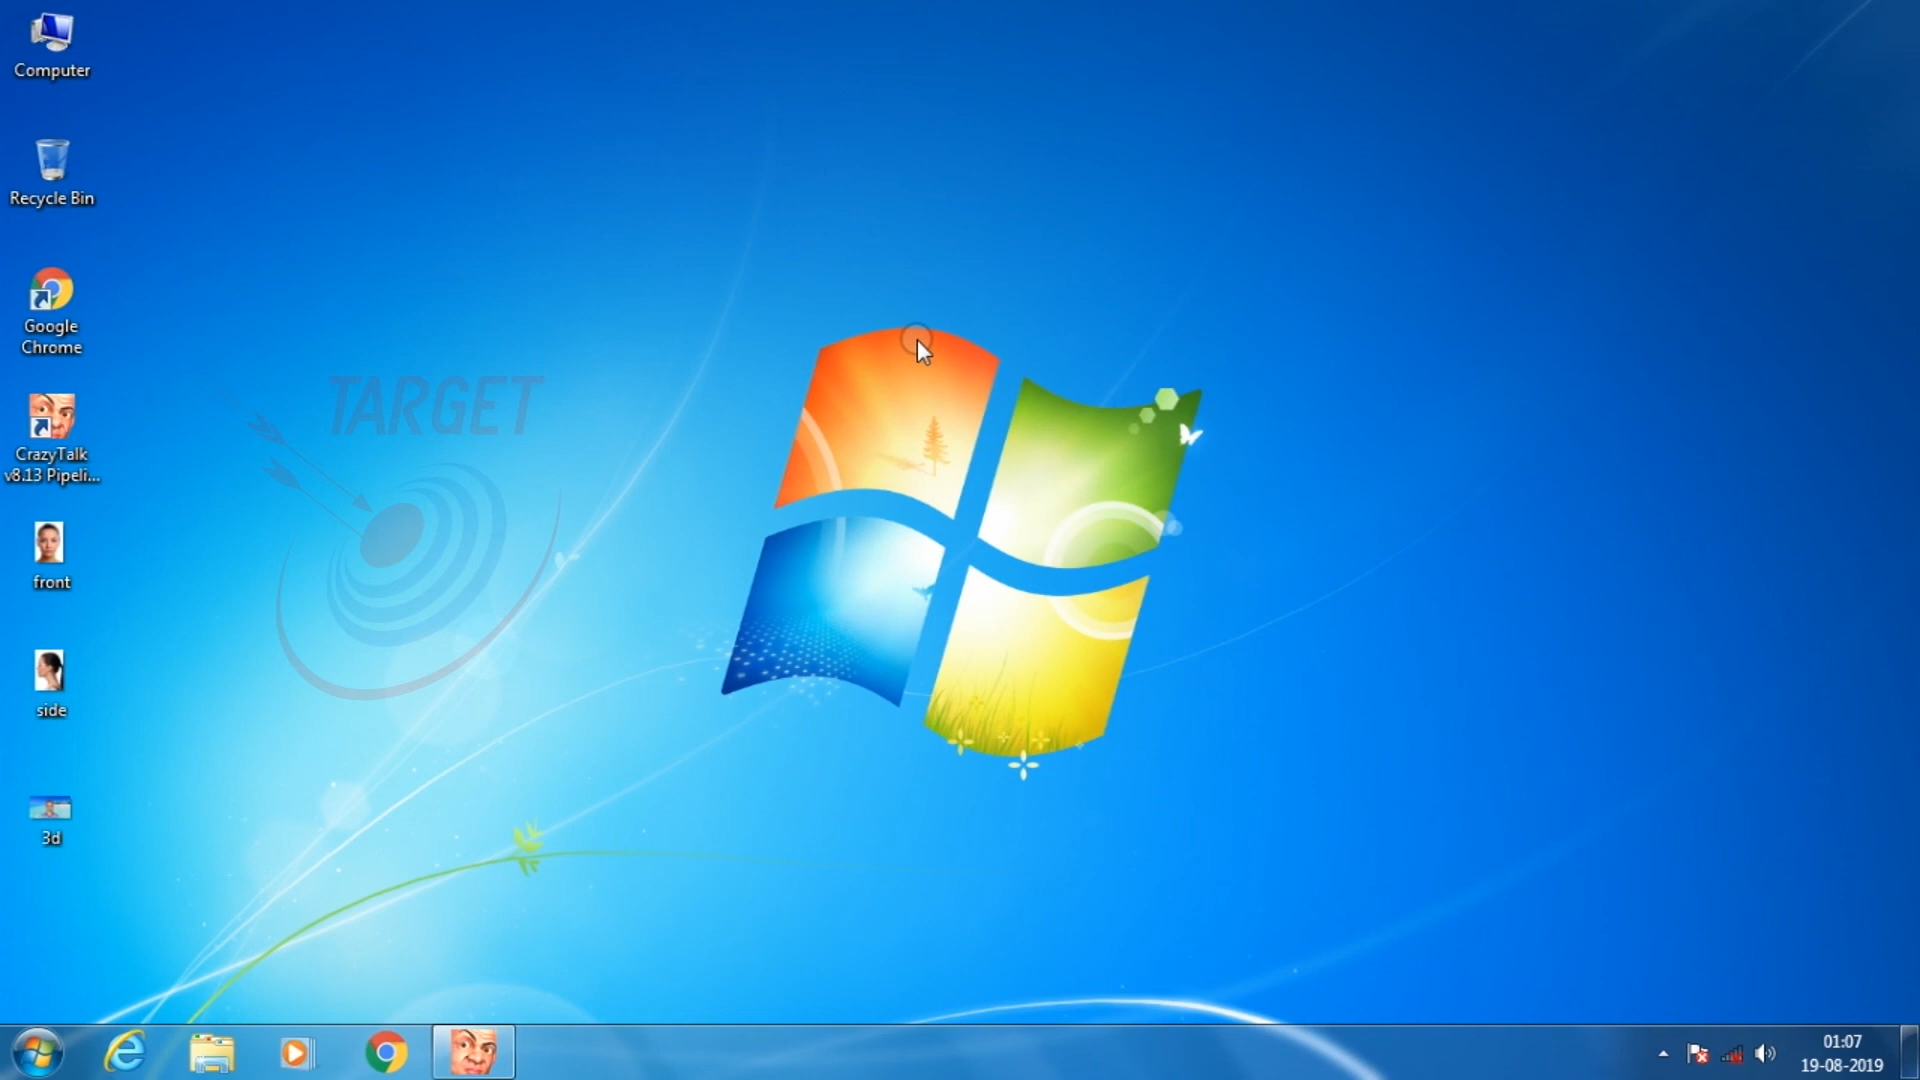 Computer
Recycle Bin
Google
Chrome
CrazyTalk
v8.13 Pipeli...
front
side
3d
TARGET
01:07
19-08-2019